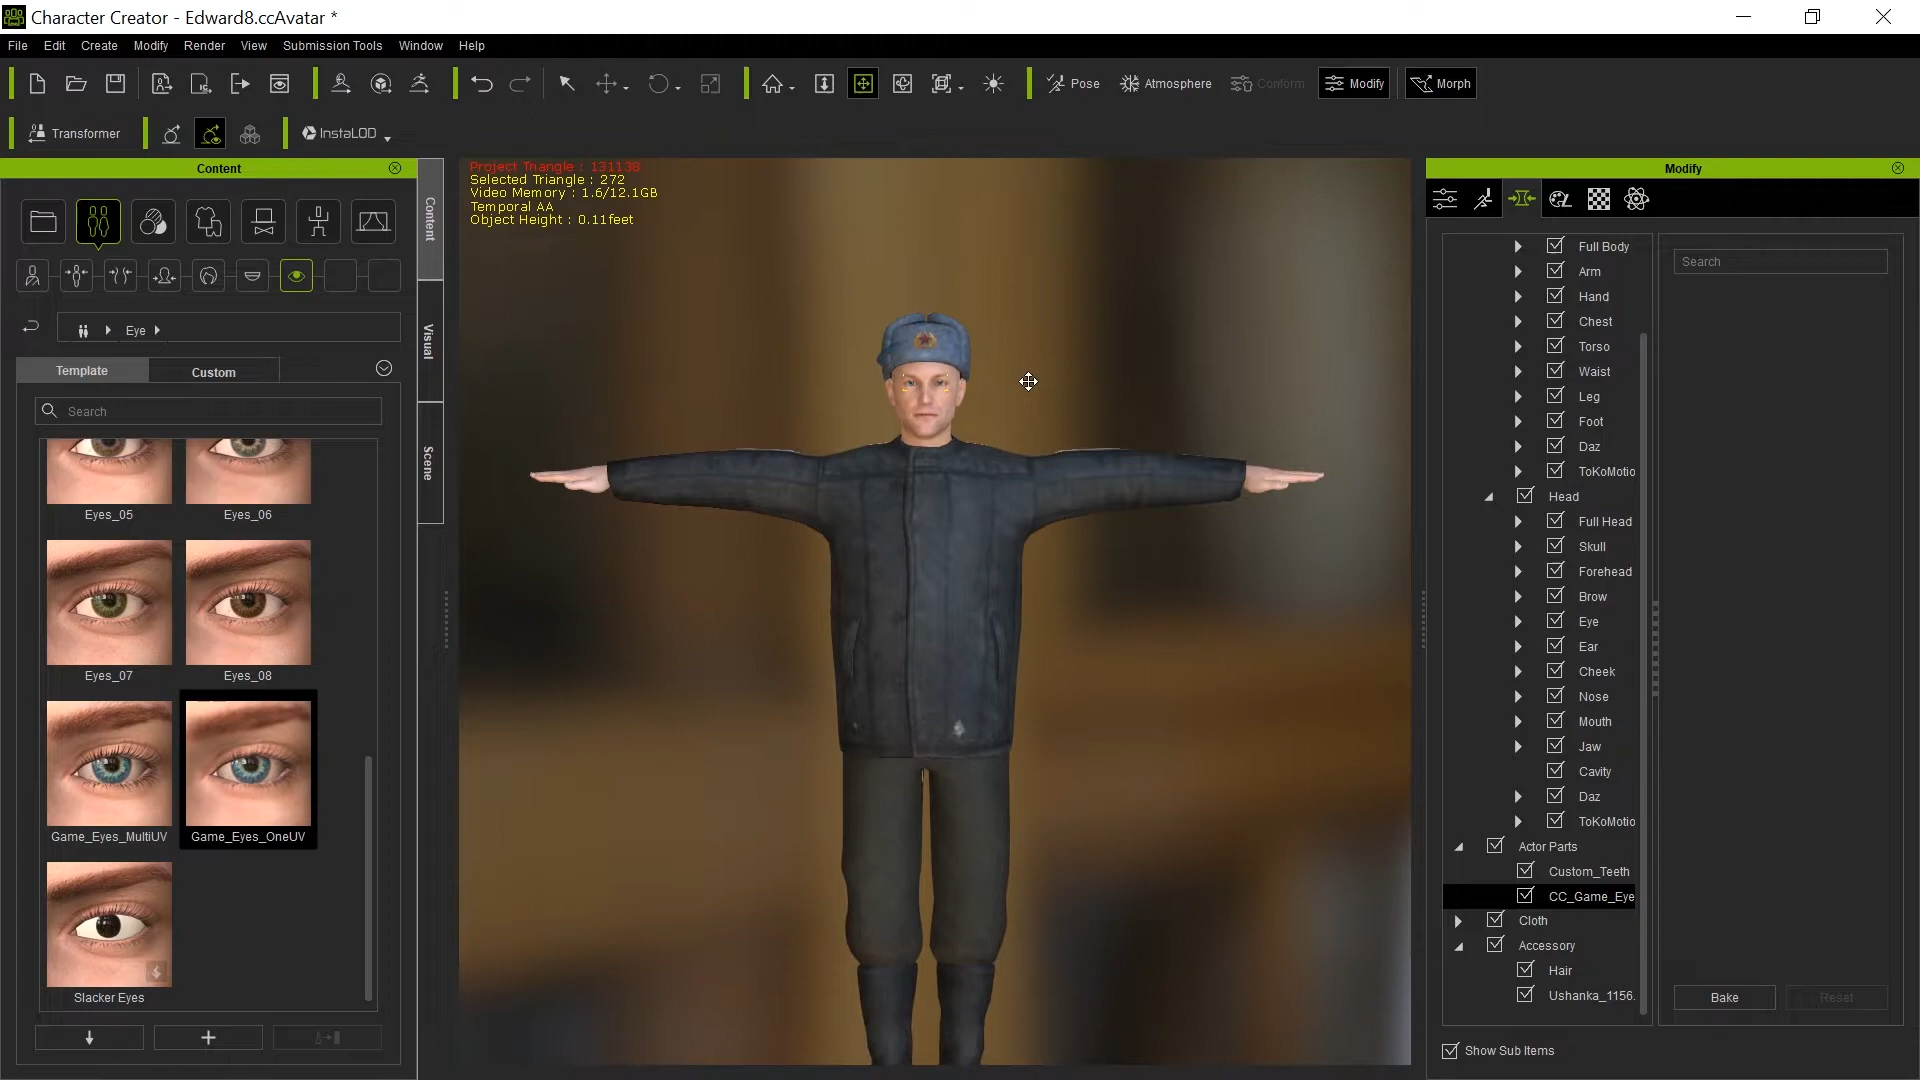 Character Creator - Edward8.ccAvatar *
File Edit Create Modify Render View Submission Tools Window Help
Pose Atmosphere Conform Modify Morph
Transformer InstaLOD
Content
Content
Visual
Scene
Eye
Template Custom
Search
Eyes_05 Eyes_06
Eyes_07 Eyes_08
Game_Eyes_MultiUV Game_Eyes_OneUV
Slacker Eyes
Project Triangle : 131138
Selected Triangle : 272
Video Memory : 1.6/12.1GB
Temporal AA
Object Height : 0.11feet
Modify
Full Body
Arm
Hand
Chest
Torso
Waist
Leg
Foot
Daz
ToKoMotio
Head
Full Head
Skull
Forehead
Brow
Eye
Ear
Cheek
Nose
Mouth
Jaw
Cavity
Daz
ToKoMotio
Actor Parts
Custom_Teeth
CC_Game_Eye
Cloth
Accessory
Hair
Ushanka_1156.
Search
Bake Reset
Show Sub Items